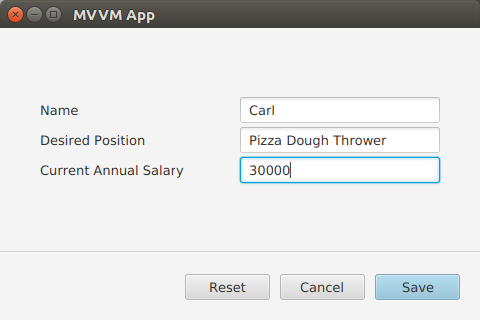 MVVM App
Name Carl
Desired Position Pizza Dough Thrower
Current Annual Salary 30000
Reset Cancel Save